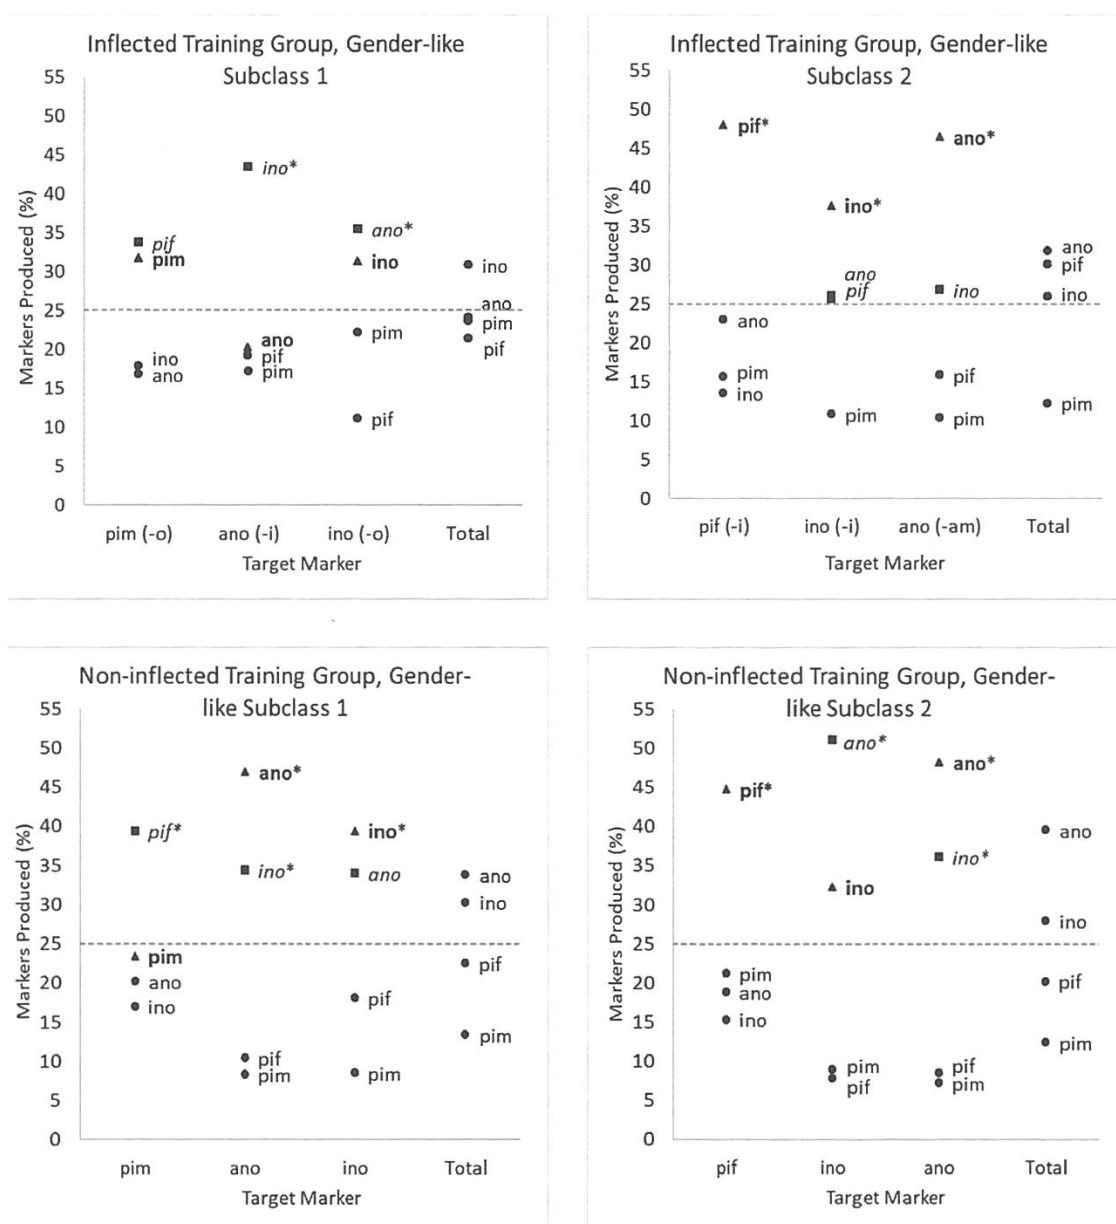 Inflected Training Group, Gender-like
Subclass 1
55
50
45
40
35
30
25
20
15
10
5
0
Markers Produced (%)
pif
pim
ino
ano
ino*
ano
pif
pim
ano*
ino
pim
pif
ino
ano
pim
pif
pim (-o) ano (-i) ino (-o) Total
Target Marker
Inflected Training Group, Gender-like
Subclass 2
55
50
45
40
35
30
25
20
15
10
5
0
Markers Produced (%)
pif*
ano
pim
ino
ino*
ano
pif
pim
ano*
ino
pif
pim
ano
pif
ino
pim
pif (-i) ino (-i) ano (-am) Total
Target Marker
Non-inflected Training Group, Gender-
like Subclass 1
55
50
45
40
35
30
25
20
15
10
5
0
Markers Produced (%)
pif*
pim
ano
ino
ano*
ino*
pif
pim
ino*
ano
pif
pim
ano
ino
pif
pim
pim ano ino Total
Target Marker
Non-inflected Training Group, Gender-
like Subclass 2
55
50
45
40
35
30
25
20
15
10
5
0
Markers Produced (%)
pif*
pim
ano
ino
ano*
ino
pim
pif
ano*
ino*
pif
pim
ano
ino
pif
pim
pif ino ano Total
Target Marker